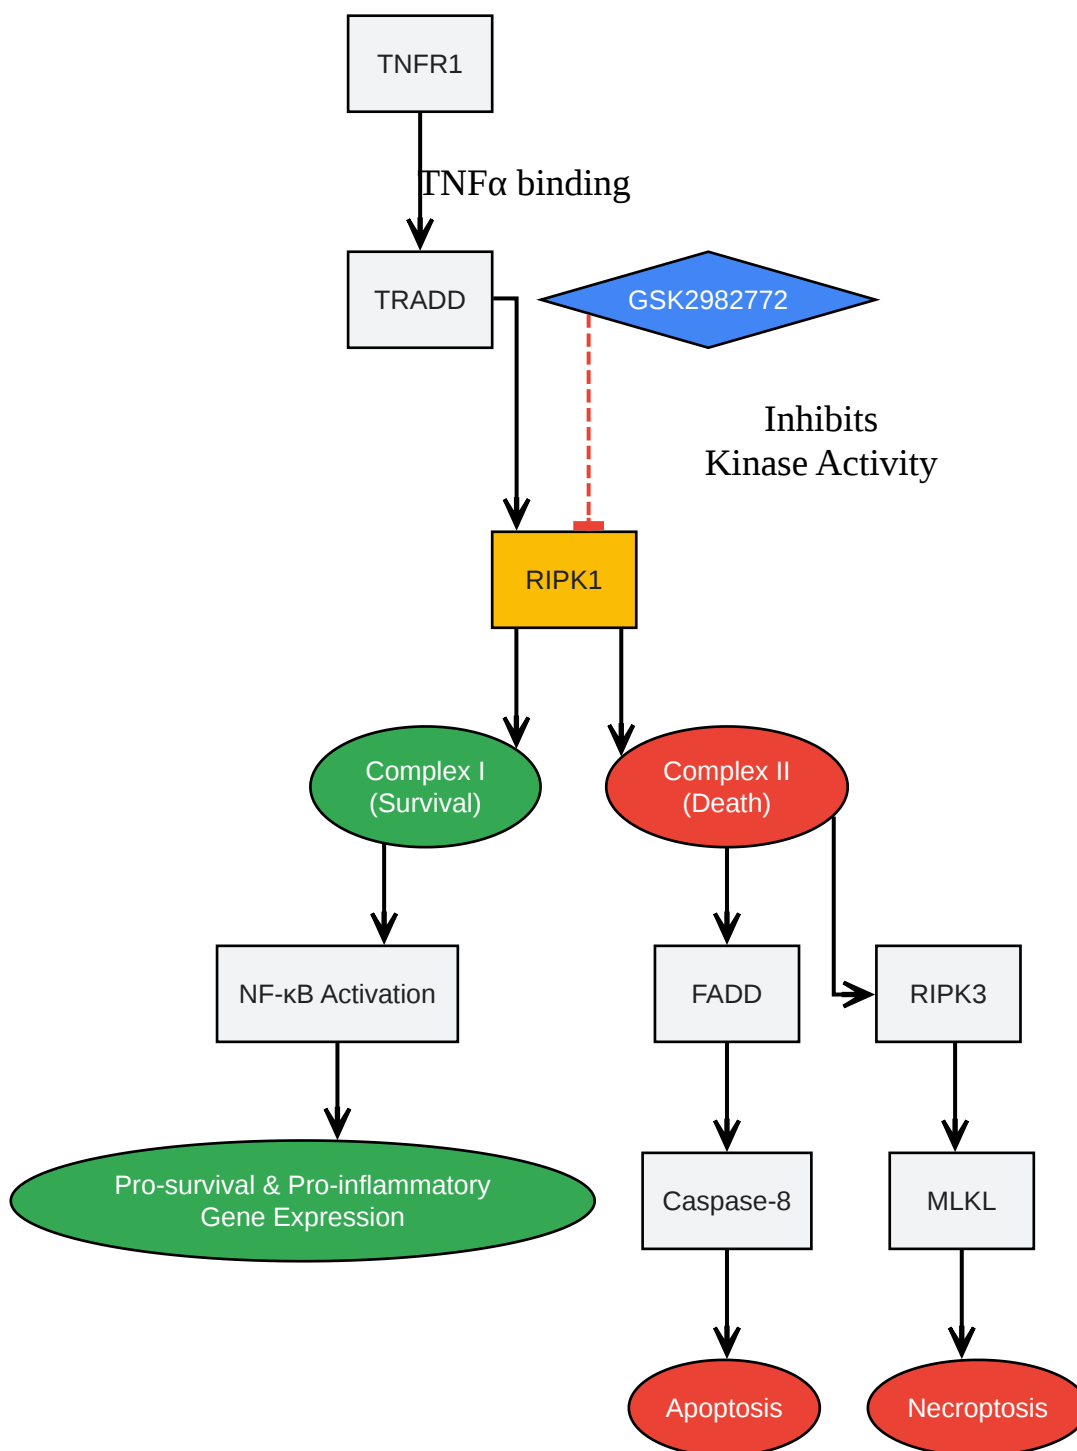 TNFR1
TNFα binding
TRADD
GSK2982772
Inhibits
Kinase Activity
RIPK1
Complex I
(Survival)
Complex II
(Death)
NF-κB Activation
FADD
RIPK3
Pro-survival & Pro-inflammatory
Gene Expression
Caspase-8
MLKL
Apoptosis
Necroptosis